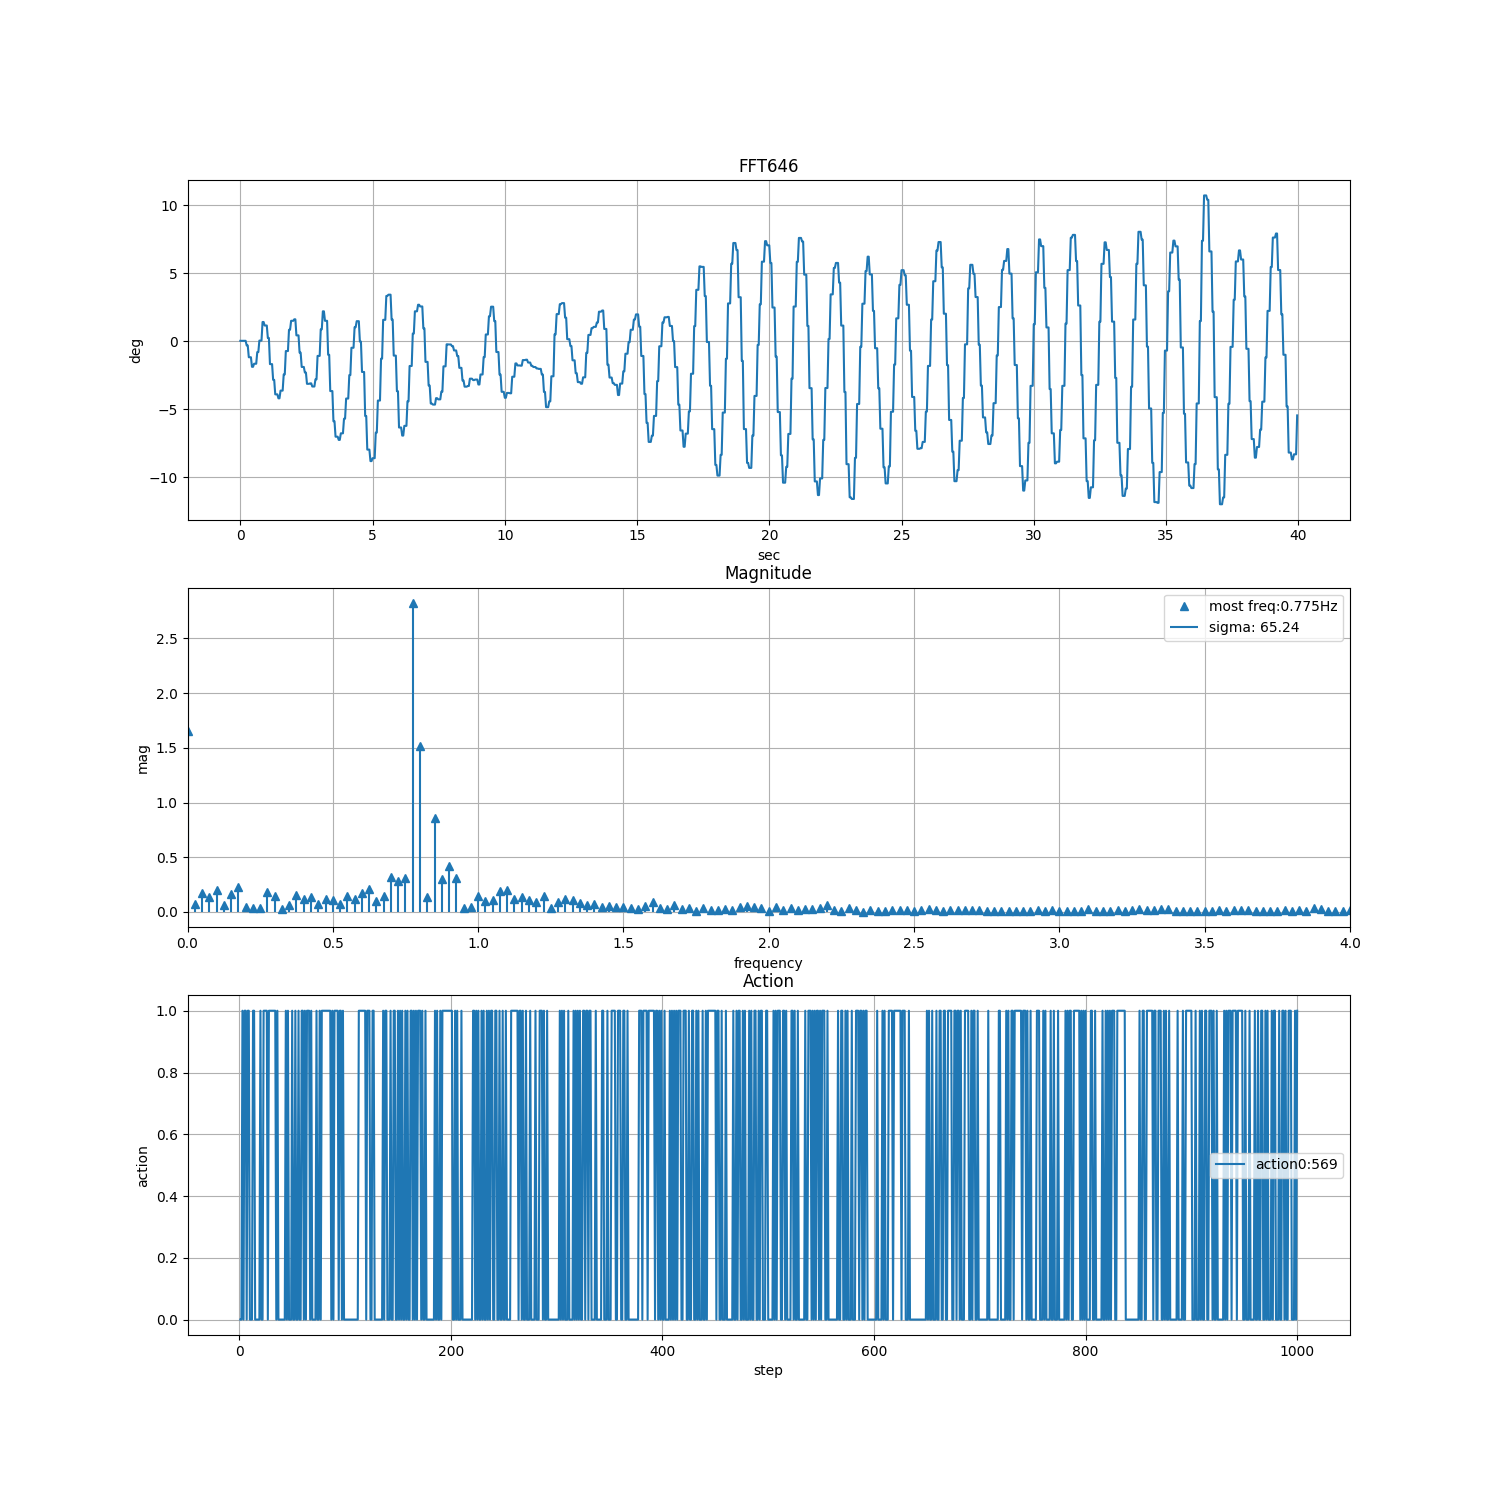 FFT646
10
5
0
−5
−10
deg
0 5 10 15 20 25 30 35 40
sec
Magnitude
most freq:0.775Hz
sigma: 65.24
2.5
2.0
1.5
1.0
0.5
0.0
mag
0.0 0.5 1.0 1.5 2.0 2.5 3.0 3.5 4.0
frequency
Action
1.0
0.8
0.6
0.4
0.2
0.0
action
action0:569
0 200 400 600 800 1000
step